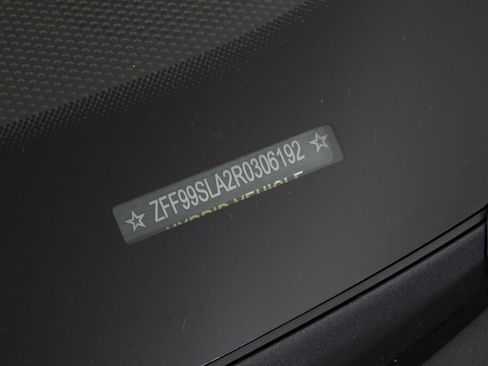 ☆ ZFF99SLA2R0306192 ☆
HYBRID VEHICLE